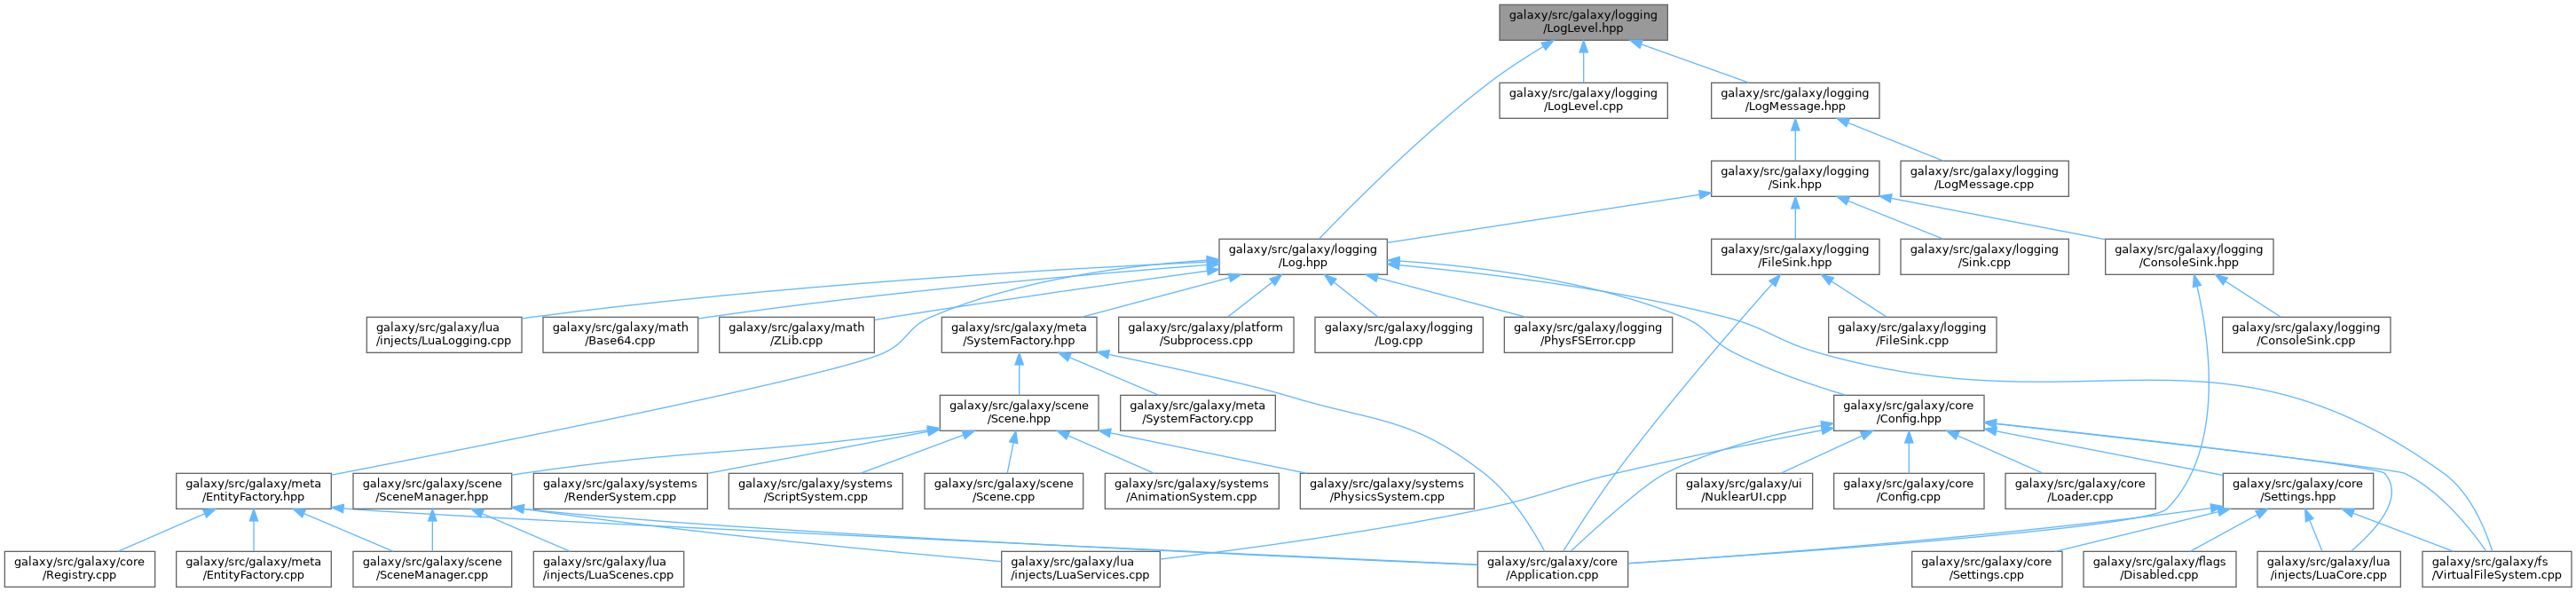 galaxy/src/galaxy/logging
/LogLevel.hpp
galaxy/src/galaxy/logging
/LogLevel.cpp
galaxy/src/galaxy/logging
/LogMessage.hpp
galaxy/src/galaxy/logging
/Sink.hpp
galaxy/src/galaxy/logging
/LogMessage.cpp
galaxy/src/galaxy/logging
/Log.hpp
galaxy/src/galaxy/logging
/FileSink.hpp
galaxy/src/galaxy/logging
/Sink.cpp
galaxy/src/galaxy/logging
/ConsoleSink.hpp
galaxy/src/galaxy/lua
/injects/LuaLogging.cpp
galaxy/src/galaxy/math
/Base64.cpp
galaxy/src/galaxy/math
/ZLib.cpp
galaxy/src/galaxy/meta
/SystemFactory.hpp
galaxy/src/galaxy/platform
/Subprocess.cpp
galaxy/src/galaxy/logging
/Log.cpp
galaxy/src/galaxy/logging
/PhysFSError.cpp
galaxy/src/galaxy/logging
/FileSink.cpp
galaxy/src/galaxy/logging
/ConsoleSink.cpp
galaxy/src/galaxy/scene
/Scene.hpp
galaxy/src/galaxy/meta
/SystemFactory.cpp
galaxy/src/galaxy/core
/Config.hpp
galaxy/src/galaxy/meta
/EntityFactory.hpp
galaxy/src/galaxy/scene
/SceneManager.hpp
galaxy/src/galaxy/systems
/RenderSystem.cpp
galaxy/src/galaxy/systems
/ScriptSystem.cpp
galaxy/src/galaxy/scene
/Scene.cpp
galaxy/src/galaxy/systems
/AnimationSystem.cpp
galaxy/src/galaxy/systems
/PhysicsSystem.cpp
galaxy/src/galaxy/ui
/NuklearUI.cpp
galaxy/src/galaxy/core
/Config.cpp
galaxy/src/galaxy/core
/Loader.cpp
galaxy/src/galaxy/core
/Settings.hpp
galaxy/src/galaxy/core
/Registry.cpp
galaxy/src/galaxy/meta
/EntityFactory.cpp
galaxy/src/galaxy/scene
/SceneManager.cpp
galaxy/src/galaxy/lua
/injects/LuaScenes.cpp
galaxy/src/galaxy/lua
/injects/LuaServices.cpp
galaxy/src/galaxy/core
/Application.cpp
galaxy/src/galaxy/core
/Settings.cpp
galaxy/src/galaxy/flags
/Disabled.cpp
galaxy/src/galaxy/lua
/injects/LuaCore.cpp
galaxy/src/galaxy/fs
/VirtualFileSystem.cpp